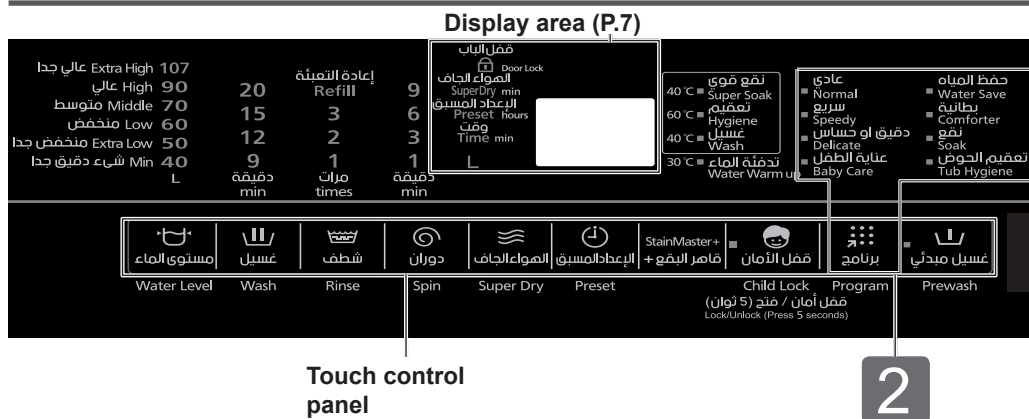 Display area (P.7)
عالي جدا Extra High 107
عالي High 90
متوسط Middle 70
منخفض Low 60
منخفض جدا Extra Low 50
شيء دقيق جدا Min 40
L
20
15
12
9
دقيقة
min
إعادة التعبئة
Refill
3
2
1
مرات
times
9
6
3
1
دقيقة
min
قفل الباب
Door Lock
الهواء الجاف
SuperDry min
الإعداد المسبق
Preset hours
وقت
Time min
L
نقع قوي
40 ℃ Super Soak
تعقيم
60 ℃ Hygiene
غسيل
40 ℃ Wash
تدفئة الماء
30 ℃ Water Warm up
عادي
Normal
سريع
Speedy
دقيق او حساس
Delicate
عناية الطفل
Baby Care
حفظ المياه
Water Save
بطانية
Comforter
نقع
Soak
تعقيم الحوض
Tub Hygiene
مستوى الماء
Water Level
غسيل
Wash
شطف
Rinse
دوران
Spin
الهواءالجاف
Super Dry
الإعدادالمسبق
Preset
StainMaster+
قاهر البقع +
قفل الأمان
Child Lock
قفل أمان / فتح (5 ثوان)
Lock/Unlock (Press 5 seconds)
برنامج
Program
غسيل مبدئي
Prewash
Touch control
panel
2